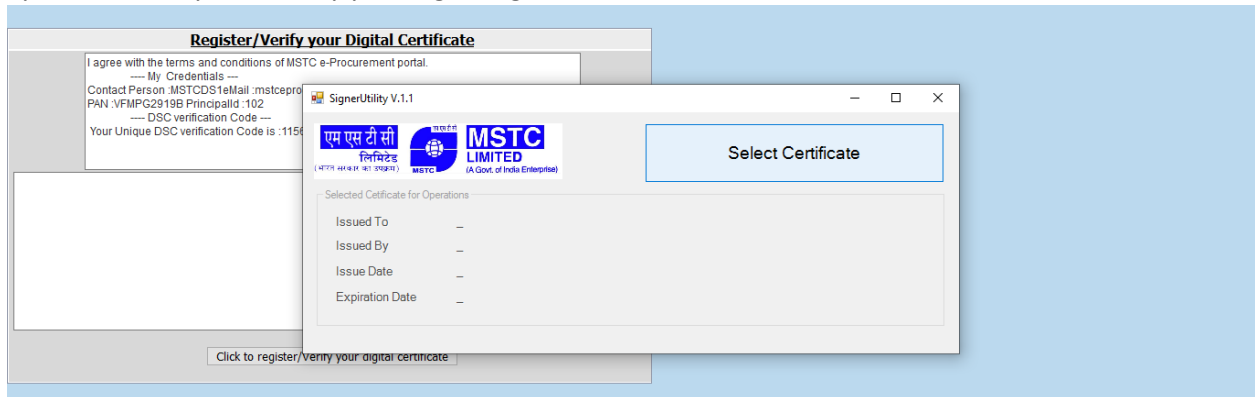 Register/Verify your Digital Certificate
I agree with the terms and conditions of MSTC e-Procurement portal.
---- My Credentials ---
Contact Person :MSTCDS1eMail :mstcepro
PAN :VFMPG2919B PrincipalId :102
---- DSC verification Code ---
Your Unique DSC verification Code is :1156
SignerUtility V.1.1
एम एस टी सी
लिमिटेड
(भारत सरकार का उपक्रम)
MSTC
MSTC
LIMITED
(A Govt. of India Enterprise)
Select Certificate
Selected Cetificate for Operations
Issued To _
Issued By _
Issue Date _
Expiration Date _
Click to register/Verify your digital certificate